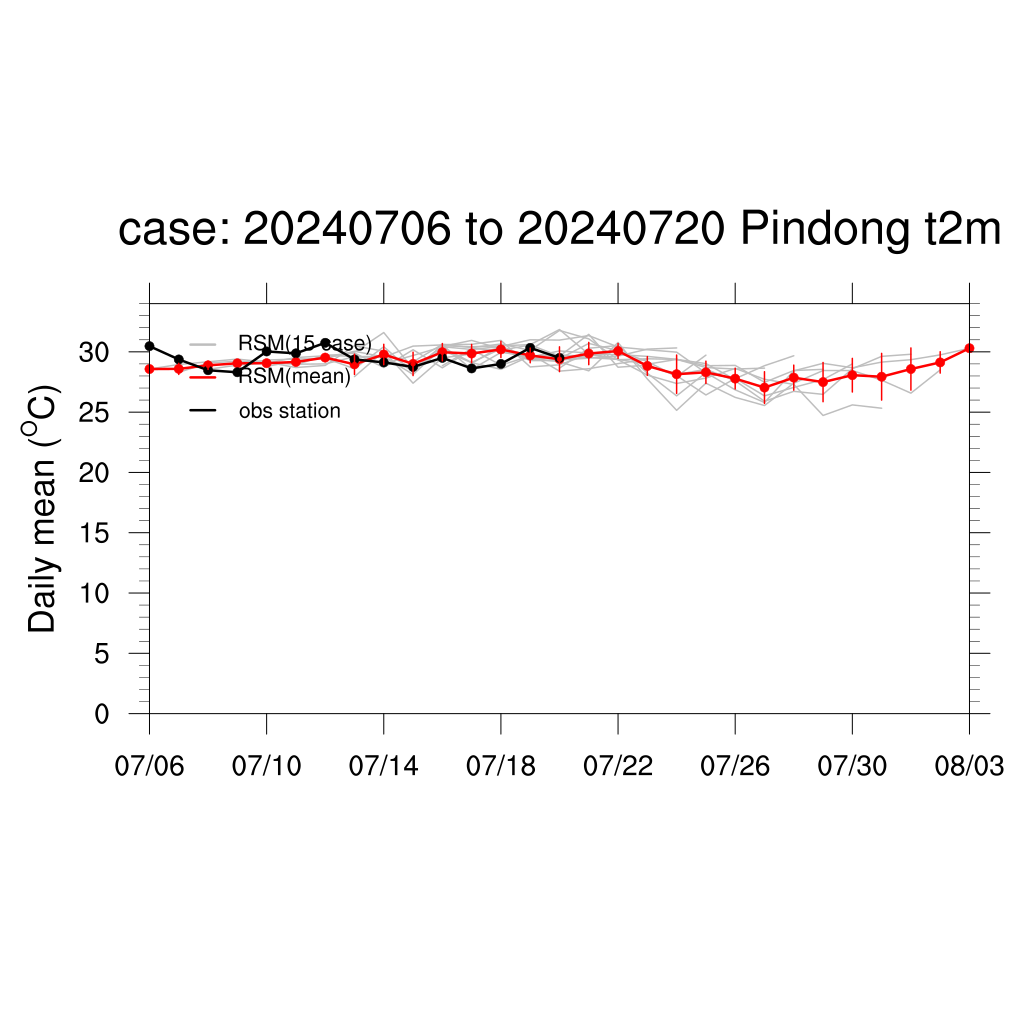 case: 20240706 to 20240720 Pindong t2m
Daily mean (°C)
30
25
20
15
10
5
0
RSM(15 case)
RSM(mean)
obs station
07/06 07/10 07/14 07/18 07/22 07/26 07/30 08/03